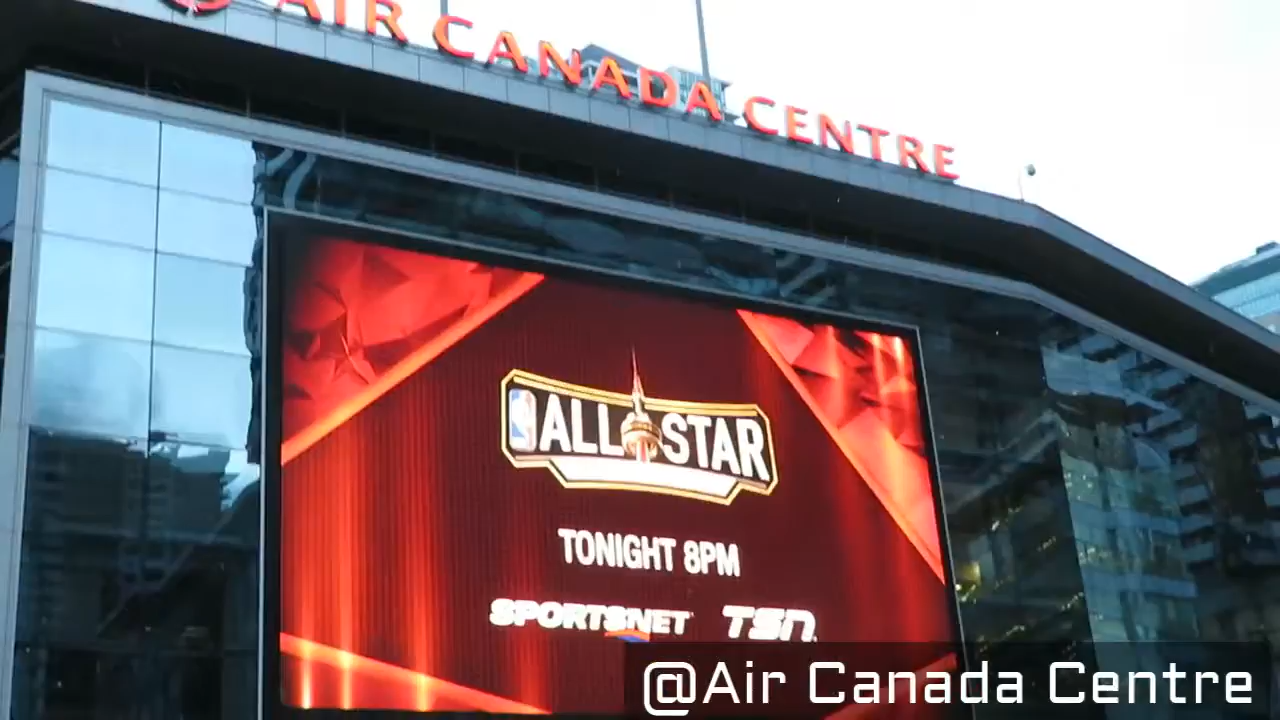 AIR CANADA CENTRE
ALL STAR
TONIGHT 8PM
SPORTSNET TSN
@Air Canada Centre